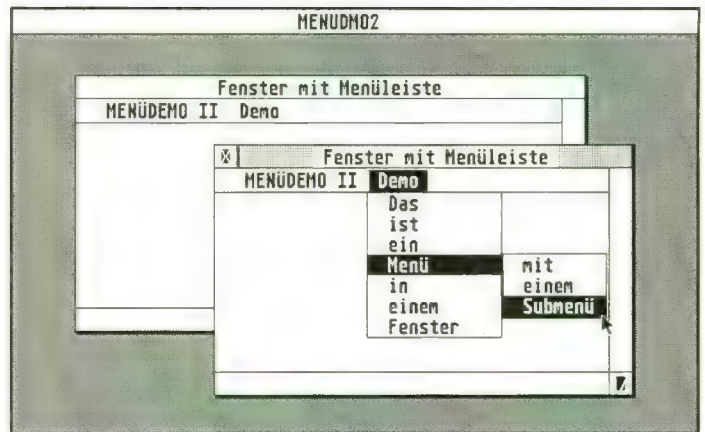 MENUDMO2
Fenster mit Menüleiste
MENÜDEMO II Demo
Fenster mit Menüleiste
MENÜDEMO II Demo
Das
ist
ein
Menü
in
einem
Fenster
mit
einem
Submenü